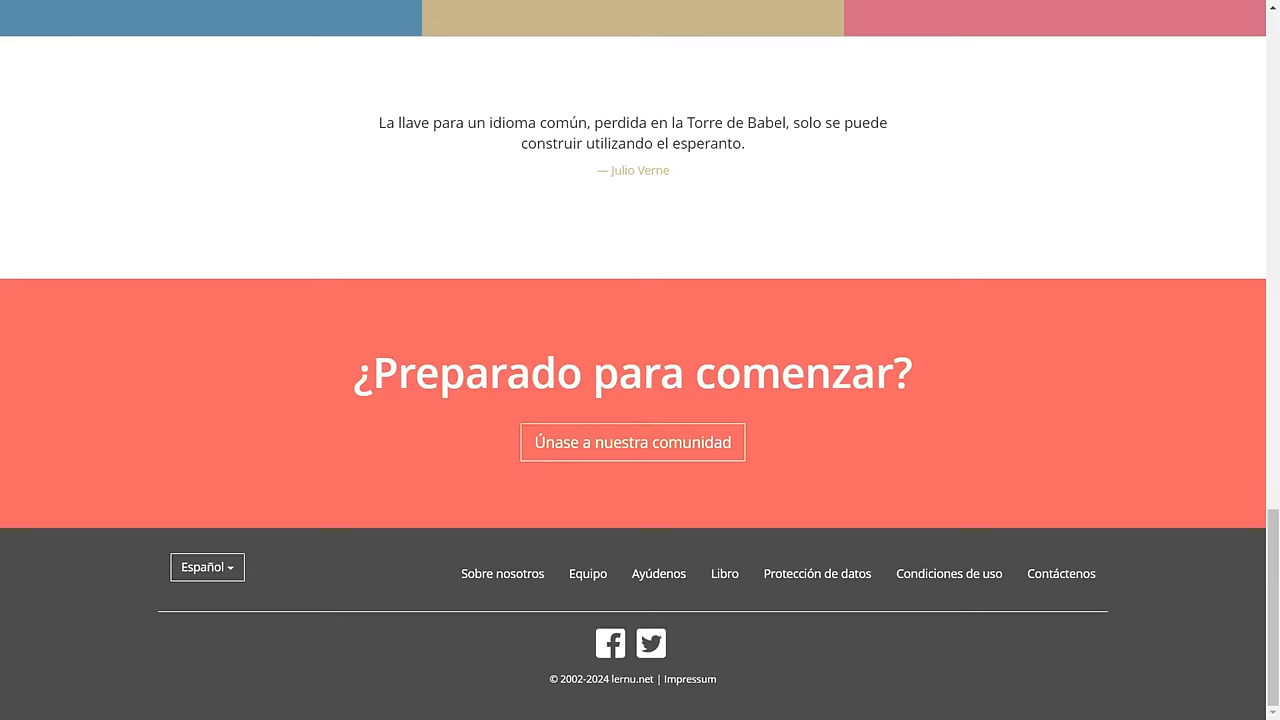 La llave para un idioma común, perdida en la Torre de Babel, solo se puede
construir utilizando el esperanto.
— Julio Verne
¿Preparado para comenzar?
Únase a nuestra comunidad
Español
Sobre nosotros Equipo Ayúdenos Libro Protección de datos Condiciones de uso Contáctenos
© 2002-2024 lernu.net | Impressum